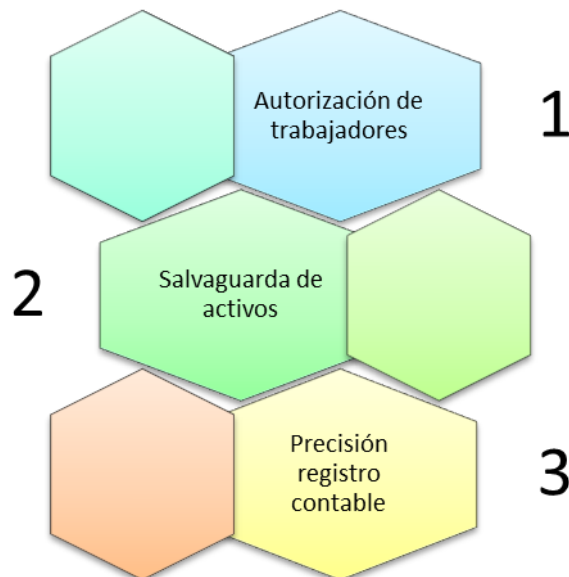 Autorización de
trabajadores
1
2
Salvaguarda de
activos
Precisión
registro
contable
3